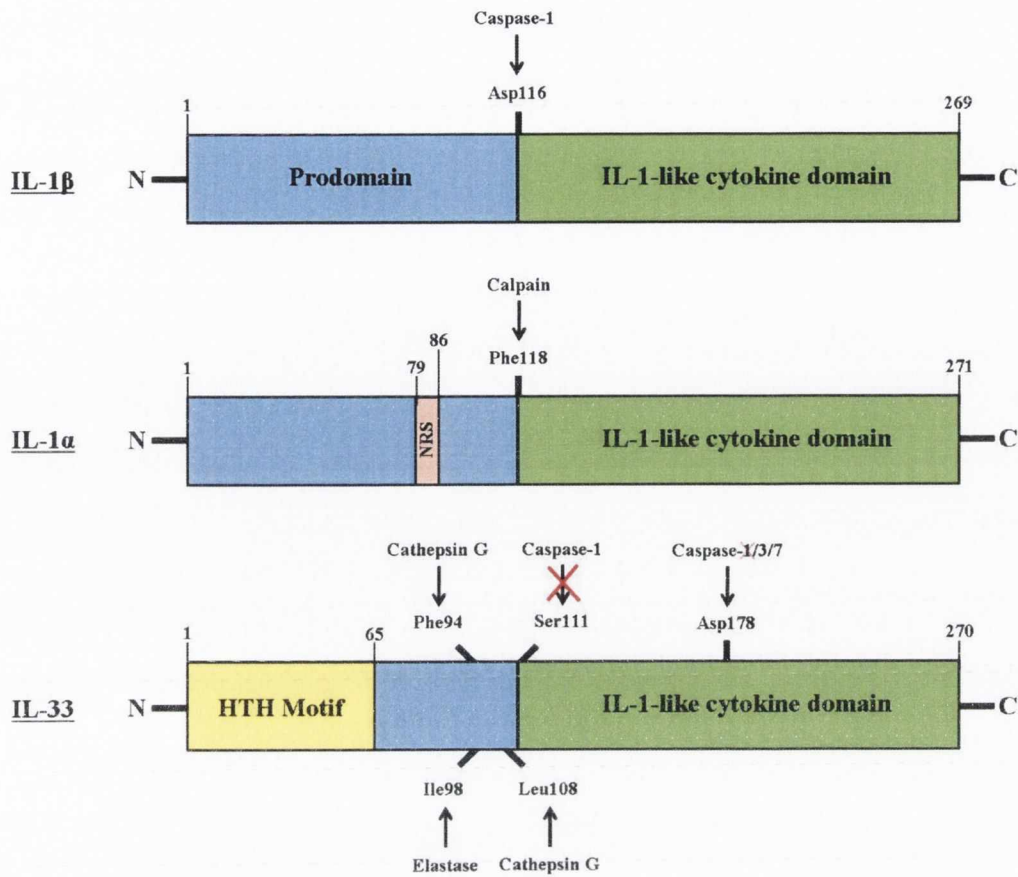 Caspase-1
Asp116
1
269
IL-1β
N
Prodomain
IL-1-like cytokine domain
C
Calpain
Phe118
1
79
86
271
IL-1α
N
NRS
IL-1-like cytokine domain
C
Cathepsin G
Caspase-1
Caspase-1/3/7
Phe94
Ser111
Asp178
1
65
270
IL-33
N
HTH Motif
IL-1-like cytokine domain
C
Ile98
Leu108
Elastase
Cathepsin G